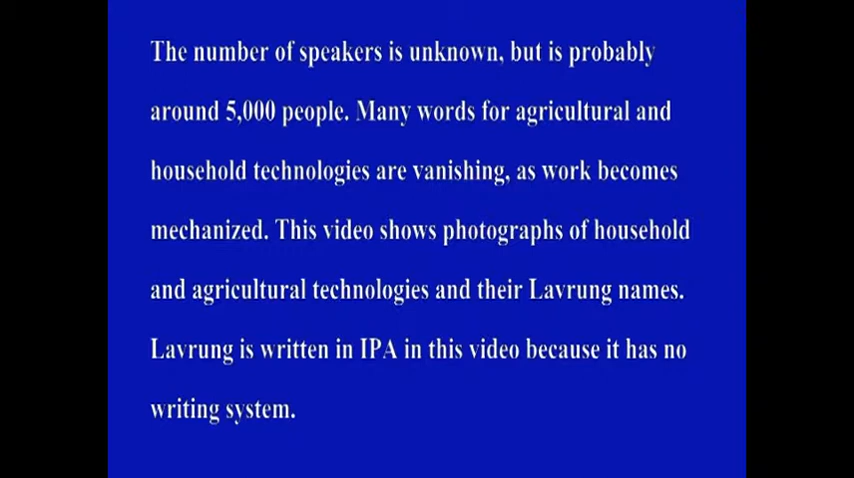 The number of speakers is unknown, but is probably
around 5,000 people. Many words for agricultural and
household technologies are vanishing, as work becomes
mechanized. This video shows photographs of household
and agricultural technologies and their Lavrung names.
Lavrung is written in IPA in this video because it has no
writing system.